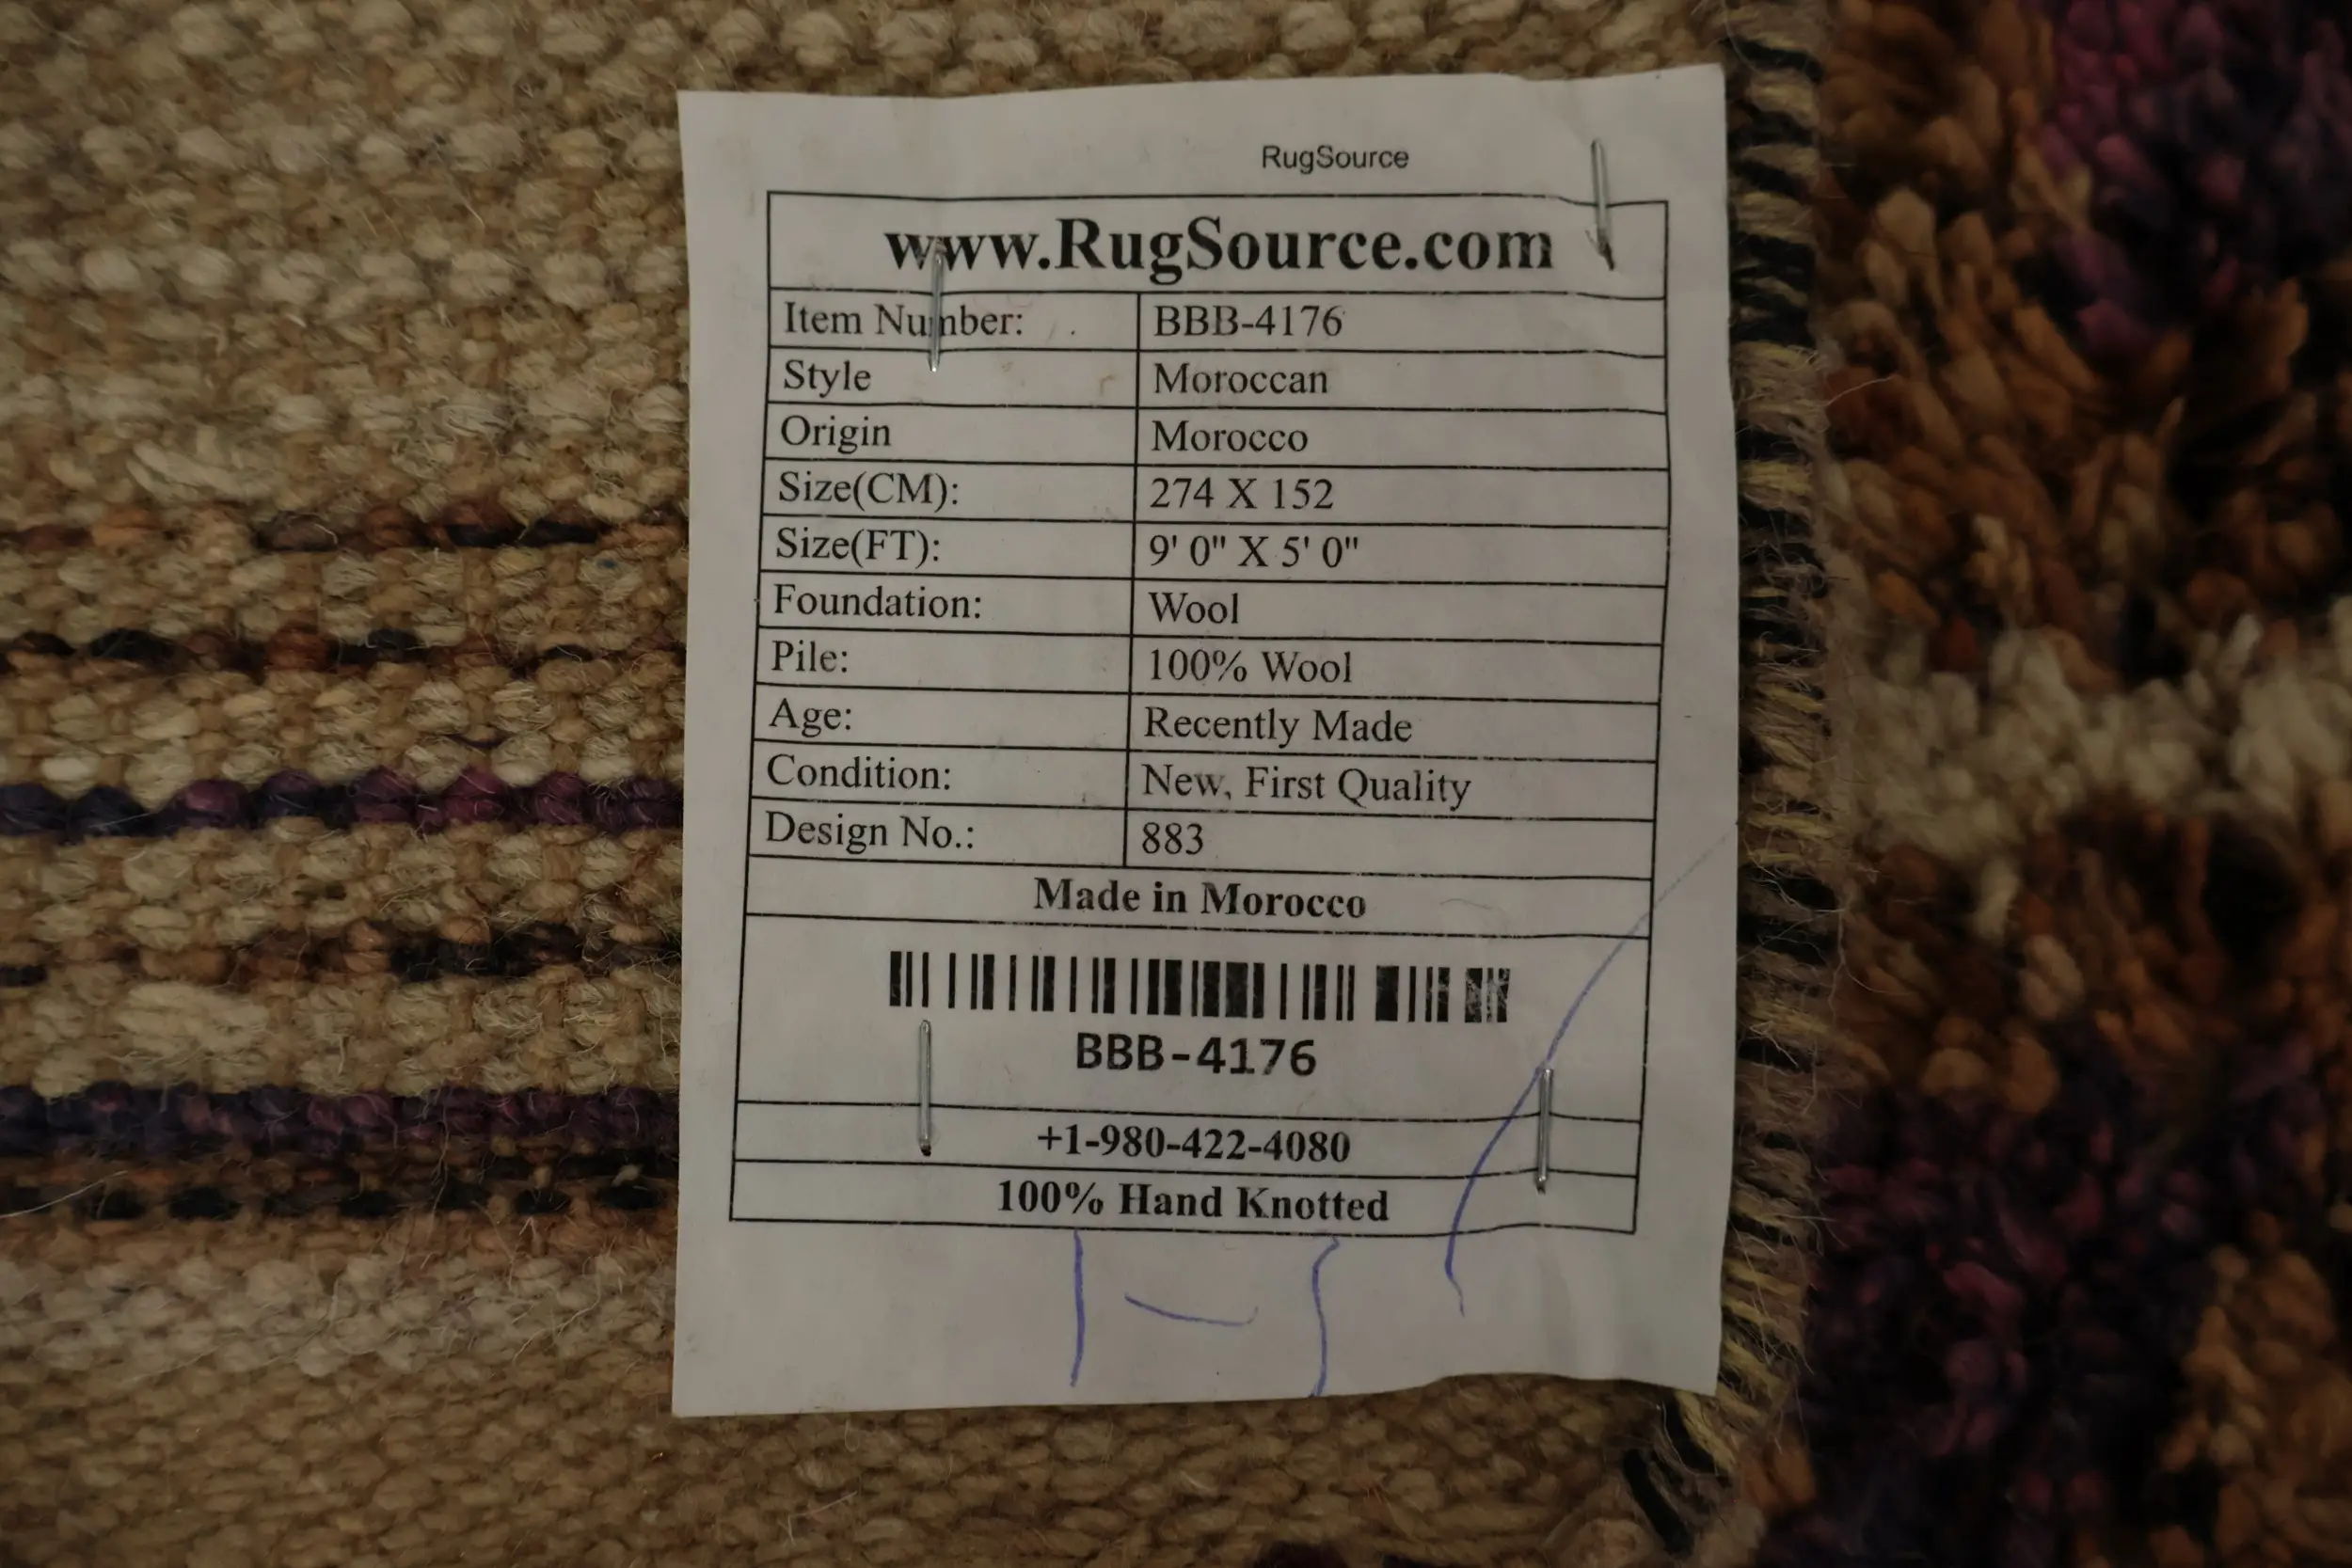 RugSource
www.RugSource.com
Item Number: BBB-4176
Style Moroccan
Origin Morocco
Size(CM): 274 X 152
Size(FT): 9' 0" X 5' 0"
Foundation: Wool
Pile: 100% Wool
Age: Recently Made
Condition: New, First Quality
Design No.: 883
Made in Morocco
BBB-4176
+1-980-422-4080
100% Hand Knotted